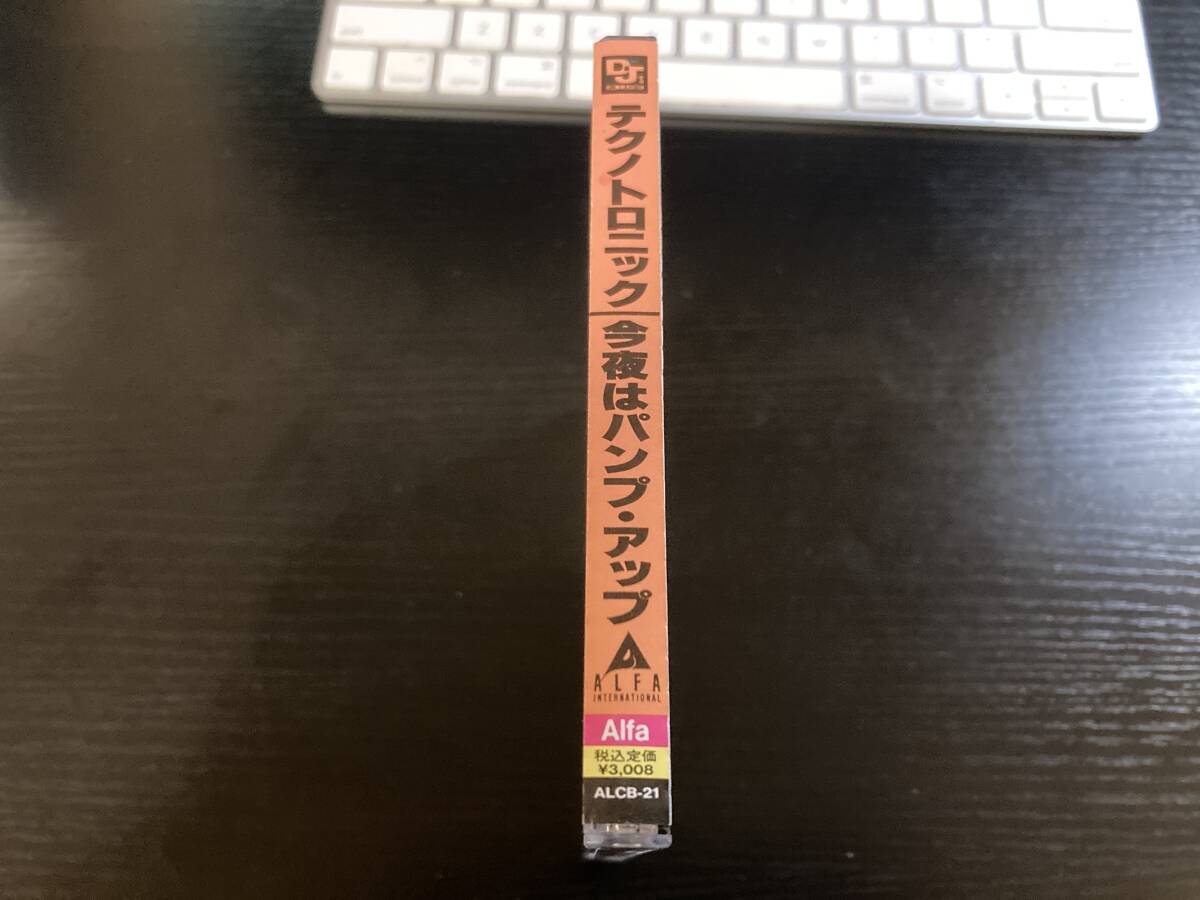 DJ
テクノトロニック
今夜はパンプ・アップ
ALFA
INTERNATIONAL
Alfa
税込定価
¥3,008
ALCB-21